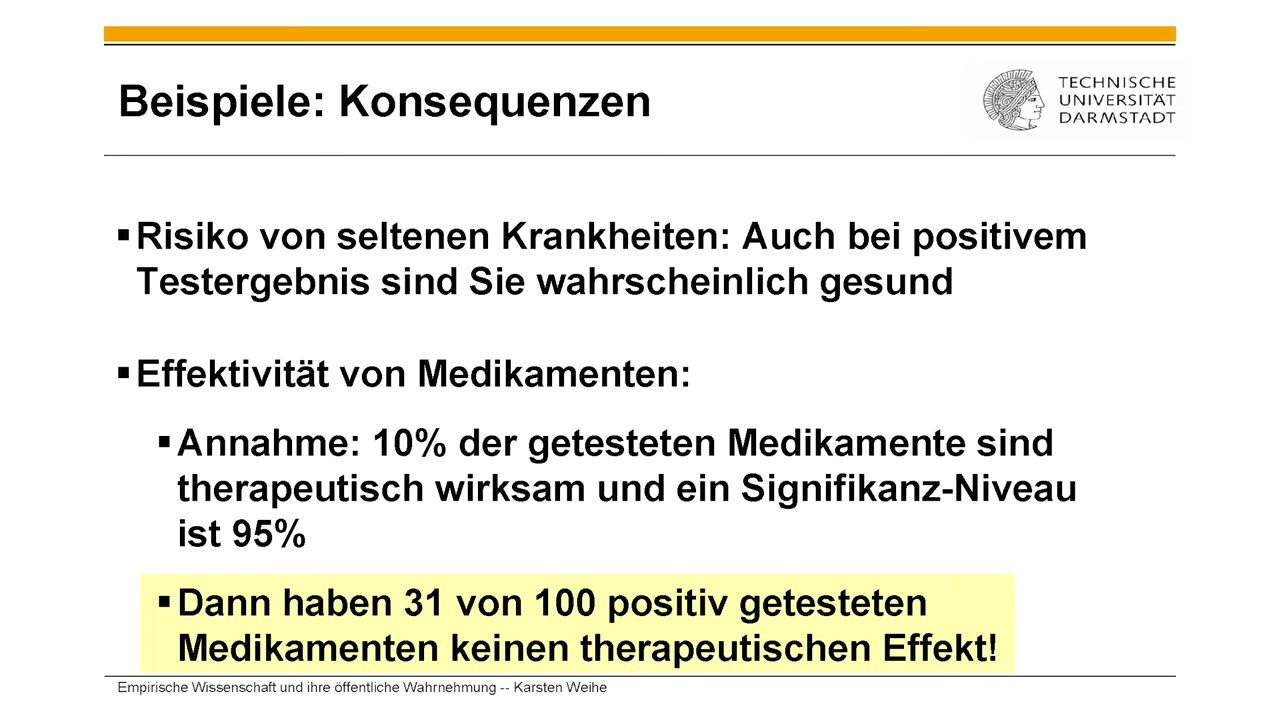 Beispiele: Konsequenzen
TECHNISCHE
UNIVERSITÄT
DARMSTADT
▪Risiko von seltenen Krankheiten: Auch bei positivem
Testergebnis sind Sie wahrscheinlich gesund
▪Effektivität von Medikamenten:
▪Annahme: 10% der getesteten Medikamente sind
therapeutisch wirksam und ein Signifikanz-Niveau
ist 95%
▪Dann haben 31 von 100 positiv getesteten
Medikamenten keinen therapeutischen Effekt!
Empirische Wissenschaft und ihre öffentliche Wahrnehmung -- Karsten Weihe